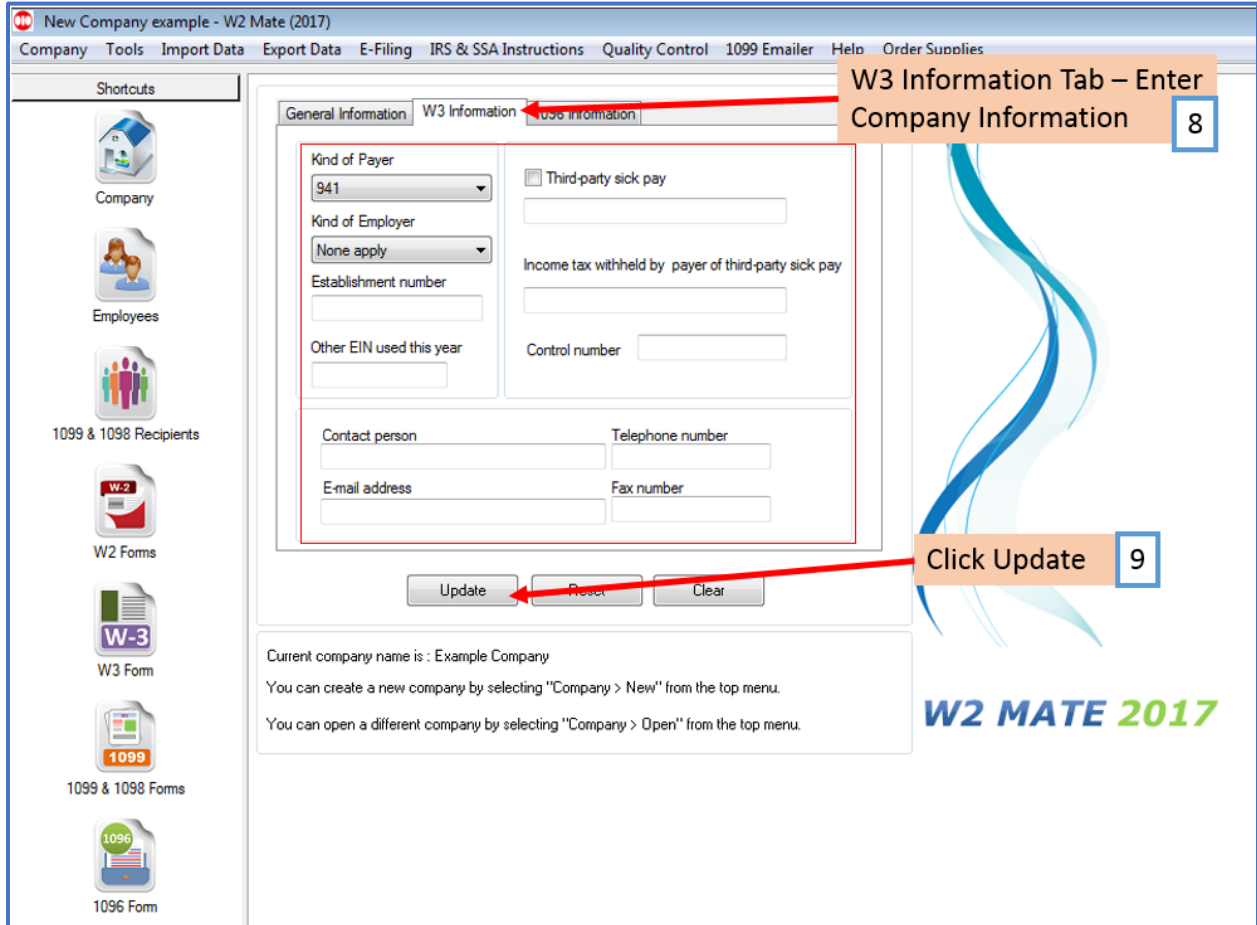 New Company example - W2 Mate (2017)
Company Tools Import Data Export Data E-Filing IRS & SSA Instructions Quality Control 1099 Emailer Help Order Supplies
W3 Information Tab – Enter
Company Information 8
Shortcuts
Company
Employees
1099 & 1098 Recipients
W-2
W2 Forms
W-3
W3 Form
1099
1099 & 1098 Forms
1096
1096 Form
General Information W3 Information 1096 Information
Kind of Payer
941
Kind of Employer
None apply
Establishment number
Other EIN used this year
Third-party sick pay
Income tax withheld by payer of third-party sick pay
Control number
Contact person Telephone number
E-mail address Fax number
Click Update 9
Update Reset Clear
Current company name is : Example Company
You can create a new company by selecting "Company > New" from the top menu.
You can open a different company by selecting "Company > Open" from the top menu.
W2 MATE 2017